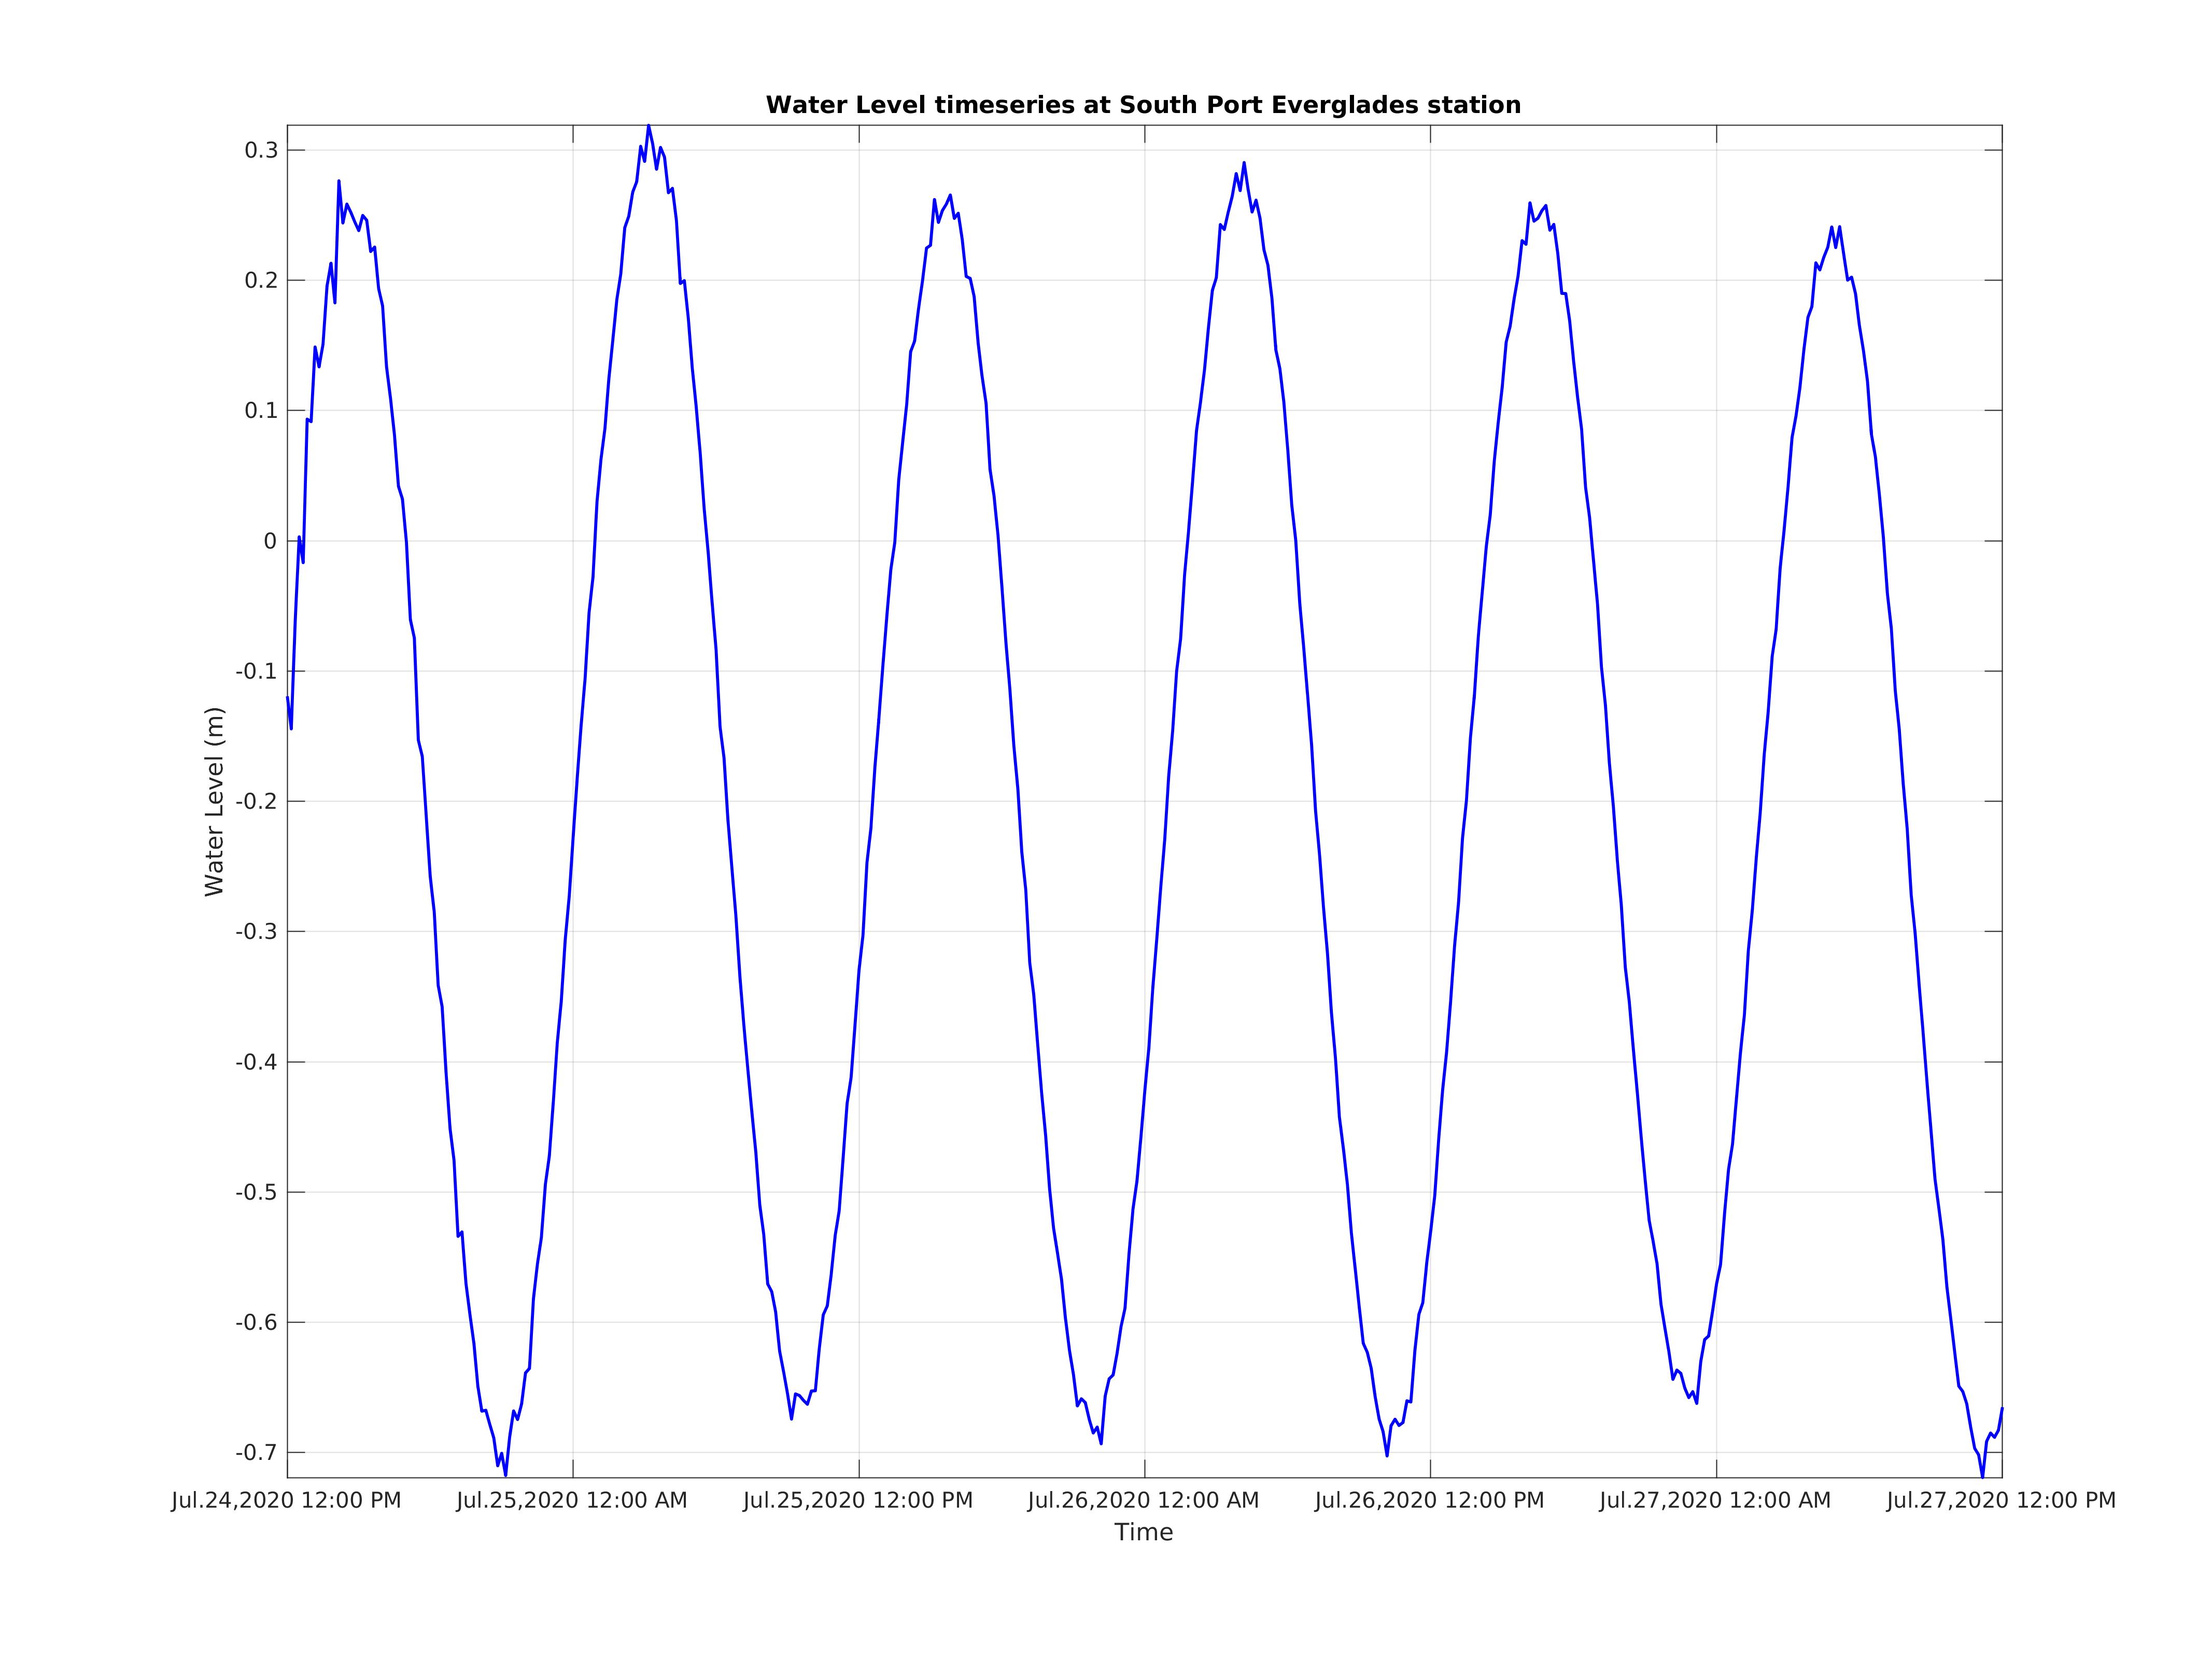 Water Level timeseries at South Port Everglades station
0.3
0.2
0.1
0
-0.1
-0.2
-0.3
-0.4
-0.5
-0.6
-0.7
Water Level (m)
Jul.24,2020 12:00 PM
Jul.25,2020 12:00 AM
Jul.25,2020 12:00 PM
Jul.26,2020 12:00 AM
Jul.26,2020 12:00 PM
Jul.27,2020 12:00 AM
Jul.27,2020 12:00 PM
Time